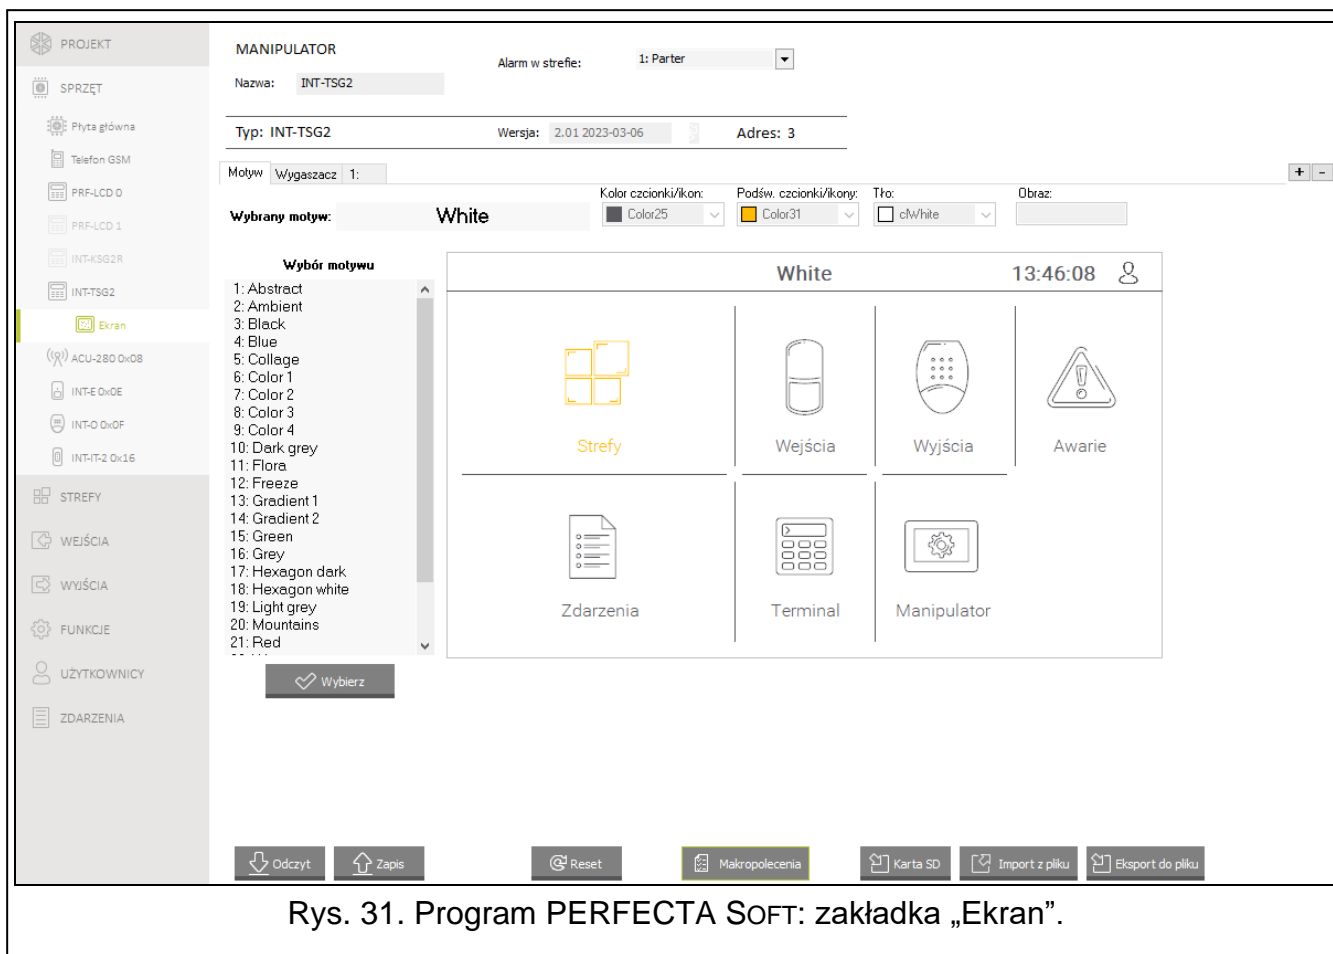 PROJEKT
SPRZĘT
Płyta główna
Telefon GSM
PRF-LCD 0
PRF-LCD 1
INT-KSG2R
INT-TSG2
Ekran
ACU-280 0x08
INT-E 0x0E
INT-O 0x0F
INT-IT-2 0x16
STREFY
WEJŚCIA
WYJŚCIA
FUNKCJE
UŻYTKOWNICY
ZDARZENIA
MANIPULATOR
Alarm w strefie: 1: Parter
Nazwa: INT-TSG2
Typ: INT-TSG2 Wersja: 2.01 2023-03-06 Adres: 3
Motyw Wygaszacz 1: + -
Kolor czcionki/ikon: Podśw. czcionki/ikony: Tło: Obraz:
Wybrany motyw: White Color25 Color31 clWhite
Wybór motywu
1: Abstract
2: Ambient
3: Black
4: Blue
5: Collage
6: Color 1
7: Color 2
8: Color 3
9: Color 4
10: Dark grey
11: Flora
12: Freeze
13: Gradient 1
14: Gradient 2
15: Green
16: Grey
17: Hexagon dark
18: Hexagon white
19: Light grey
20: Mountains
21: Red
Wybierz
White 13:46:08
Strefy Wejścia Wyjścia Awarie
Zdarzenia Terminal Manipulator
Odczyt Zapis Reset Makropolecenia Karta SD Import z pliku Eksport do pliku
Rys. 31. Program PERFECTA SOFT: zakładka „Ekran”.